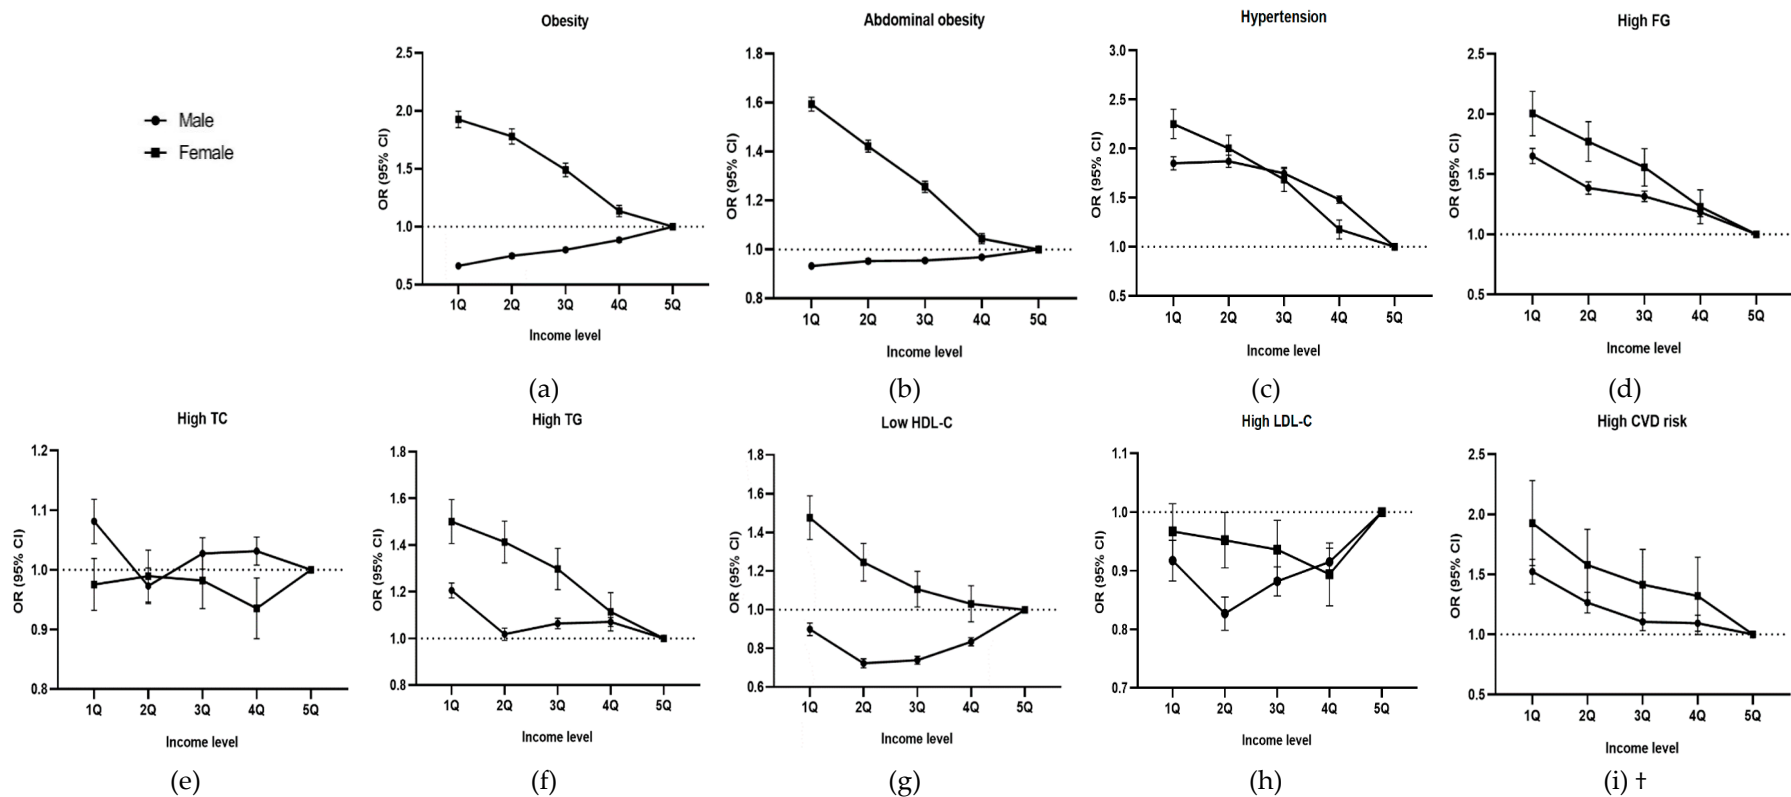 Male
Female
Obesity
OR (95% CI)
2.5
2.0
1.5
1.0
0.5
1Q 2Q 3Q 4Q 5Q
Income level
(a)
Abdominal obesity
OR (95% CI)
1.8
1.6
1.4
1.2
1.0
0.8
1Q 2Q 3Q 4Q 5Q
Income level
(b)
Hypertension
OR (95% CI)
3.0
2.5
2.0
1.5
1.0
0.5
1Q 2Q 3Q 4Q 5Q
Income level
(c)
High FG
OR (95% CI)
2.5
2.0
1.5
1.0
0.5
1Q 2Q 3Q 4Q 5Q
Income level
(d)
High TC
OR (95% CI)
1.2
1.1
1.0
0.9
0.8
1Q 2Q 3Q 4Q 5Q
Income level
(e)
High TG
OR (95% CI)
1.8
1.6
1.4
1.2
1.0
0.8
1Q 2Q 3Q 4Q 5Q
Income level
(f)
Low HDL-C
OR (95% CI)
1.8
1.6
1.4
1.2
1.0
0.8
0.6
1Q 2Q 3Q 4Q 5Q
Income level
(g)
High LDL-C
OR (95% CI)
1.1
1.0
0.9
0.8
0.7
1Q 2Q 3Q 4Q 5Q
Income level
(h)
High CVD risk
OR (95% CI)
2.5
2.0
1.5
1.0
0.5
1Q 2Q 3Q 4Q 5Q
Income level
(i) †